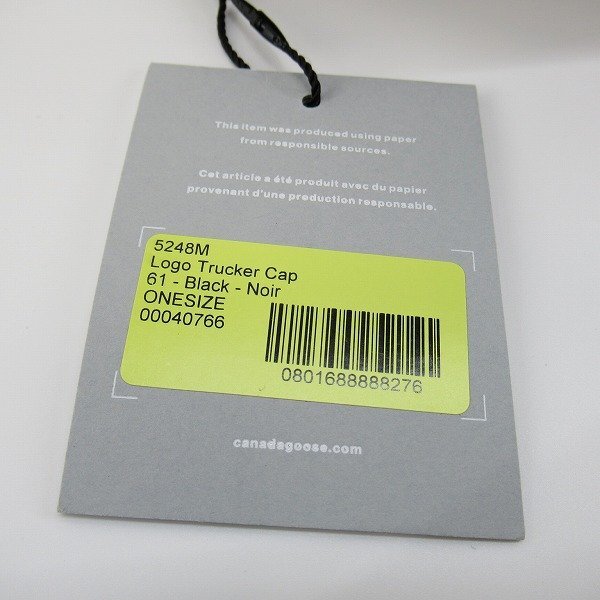 This item was produced using paper
from responsible sources.
Cet article a été produit avec du papier
provenant d'une production responsable.
5248M
Logo Trucker Cap
61 - Black - Noir
ONESIZE
00040766
0801688888276
canadagoose.com